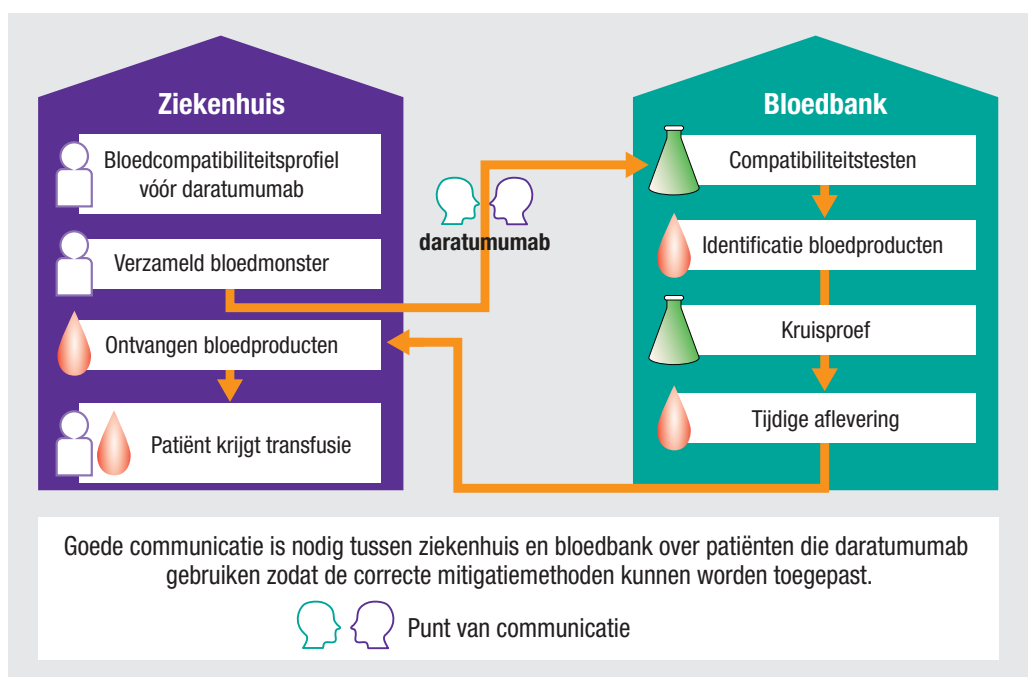 Ziekenhuis
Bloedcompatibiliteitsprofiel
vóór daratumumab
Verzameld bloedmonster
Ontvangen bloedproducten
Patiënt krijgt transfusie
daratumumab
Bloedbank
Compatibiliteitstesten
Identificatie bloedproducten
Kruisproef
Tijdige aflevering
Goede communicatie is nodig tussen ziekenhuis en bloedbank over patiënten die daratumumab
gebruiken zodat de correcte mitigatiemethoden kunnen worden toegepast.
Punt van communicatie